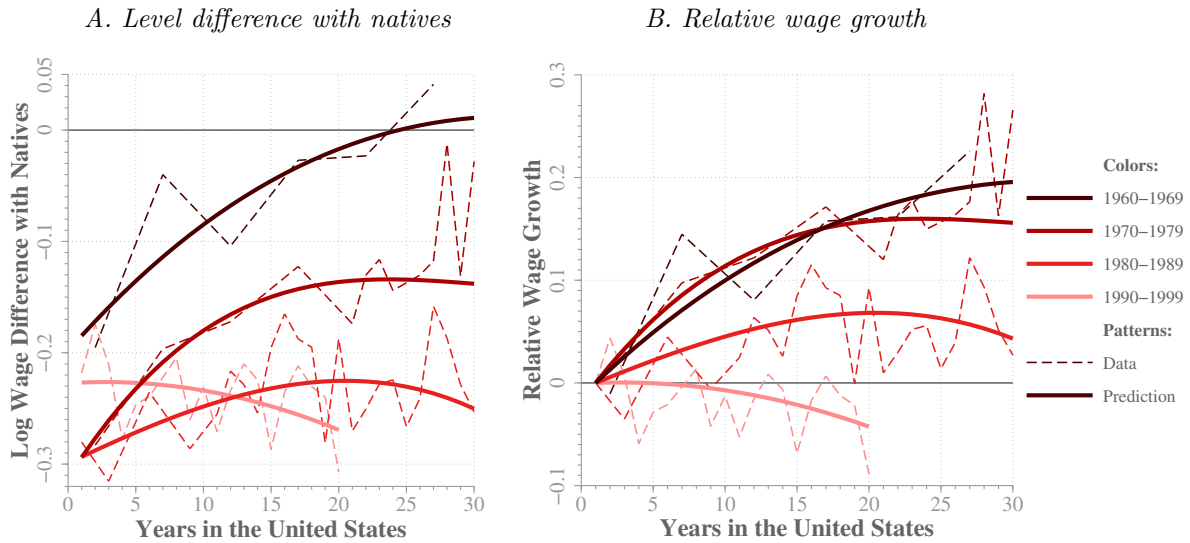 A. Level difference with natives
B. Relative wage growth
Log Wage Difference with Natives
0.05
0
−0.1
−0.2
−0.3
0 5 10 15 20 25 30
Years in the United States
Relative Wage Growth
0.3
0.2
0.1
0
−0.1
0 5 10 15 20 25 30
Years in the United States
Colors:
1960−1969
1970−1979
1980−1989
1990−1999
Patterns:
Data
Prediction